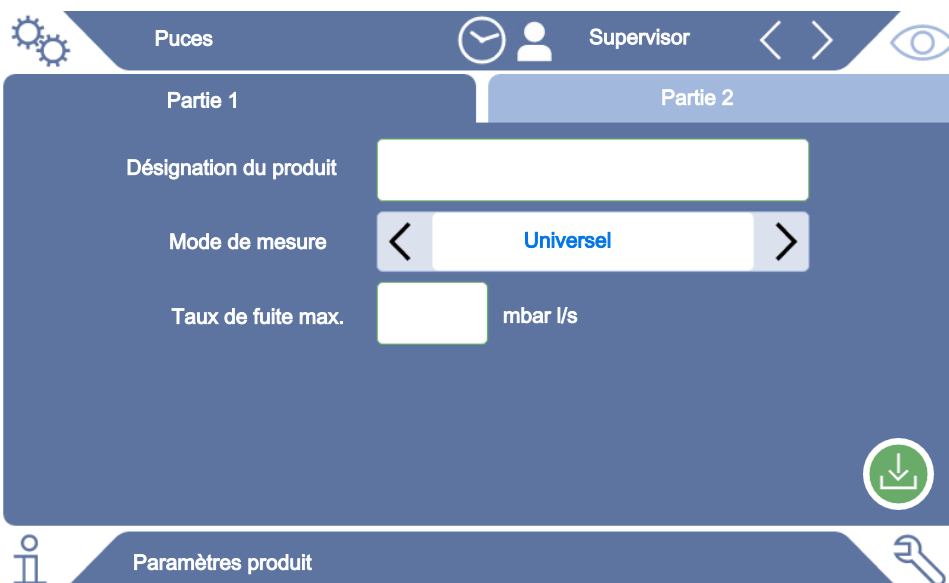 Puces
Supervisor
Partie 1
Partie 2
Désignation du produit
Mode de mesure
Universel
Taux de fuite max.
mbar l/s
Paramètres produit